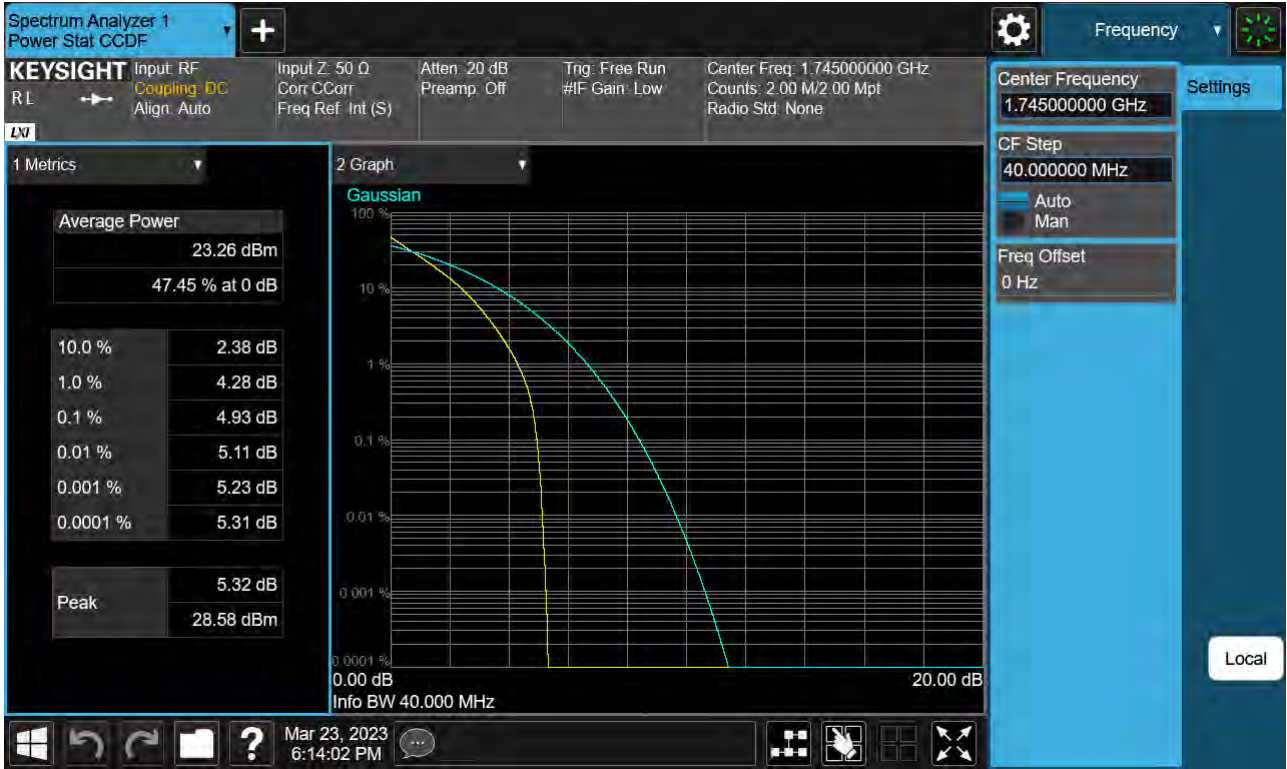 Spectrum Analyzer 1
Power Stat CCDF
Frequency
KEYSIGHT
RL
LXI
Input: RF
Coupling: DC
Align: Auto
Input Z: 50 Ω
Corr CCorr
Freq Ref: Int (S)
Atten: 20 dB
Preamp: Off
Trig: Free Run
#IF Gain: Low
Center Freq: 1.745000000 GHz
Counts: 2.00 M/2.00 Mpt
Radio Std: None
1 Metrics
Average Power
23.26 dBm
47.45 % at 0 dB
10.0 % 2.38 dB
1.0 % 4.28 dB
0.1 % 4.93 dB
0.01 % 5.11 dB
0.001 % 5.23 dB
0.0001 % 5.31 dB
Peak
5.32 dB
28.58 dBm
2 Graph
Gaussian
100 %
10 %
1 %
0.1 %
0.01 %
0.001 %
0.0001 %
0.00 dB 20.00 dB
Info BW 40.000 MHz
Center Frequency
1.745000000 GHz
CF Step
40.000000 MHz
Auto
Man
Freq Offset
0 Hz
Settings
Local
?
Mar 23, 2023
6:14:02 PM